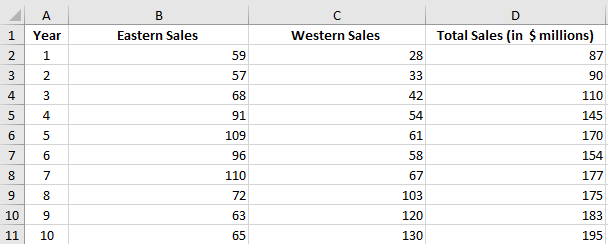 A B C D
1 Year Eastern Sales Western Sales Total Sales (in $ millions)
2 1 59 28 87
3 2 57 33 90
4 3 68 42 110
5 4 91 54 145
6 5 109 61 170
7 6 96 58 154
8 7 110 67 177
9 8 72 103 175
10 9 63 120 183
11 10 65 130 195